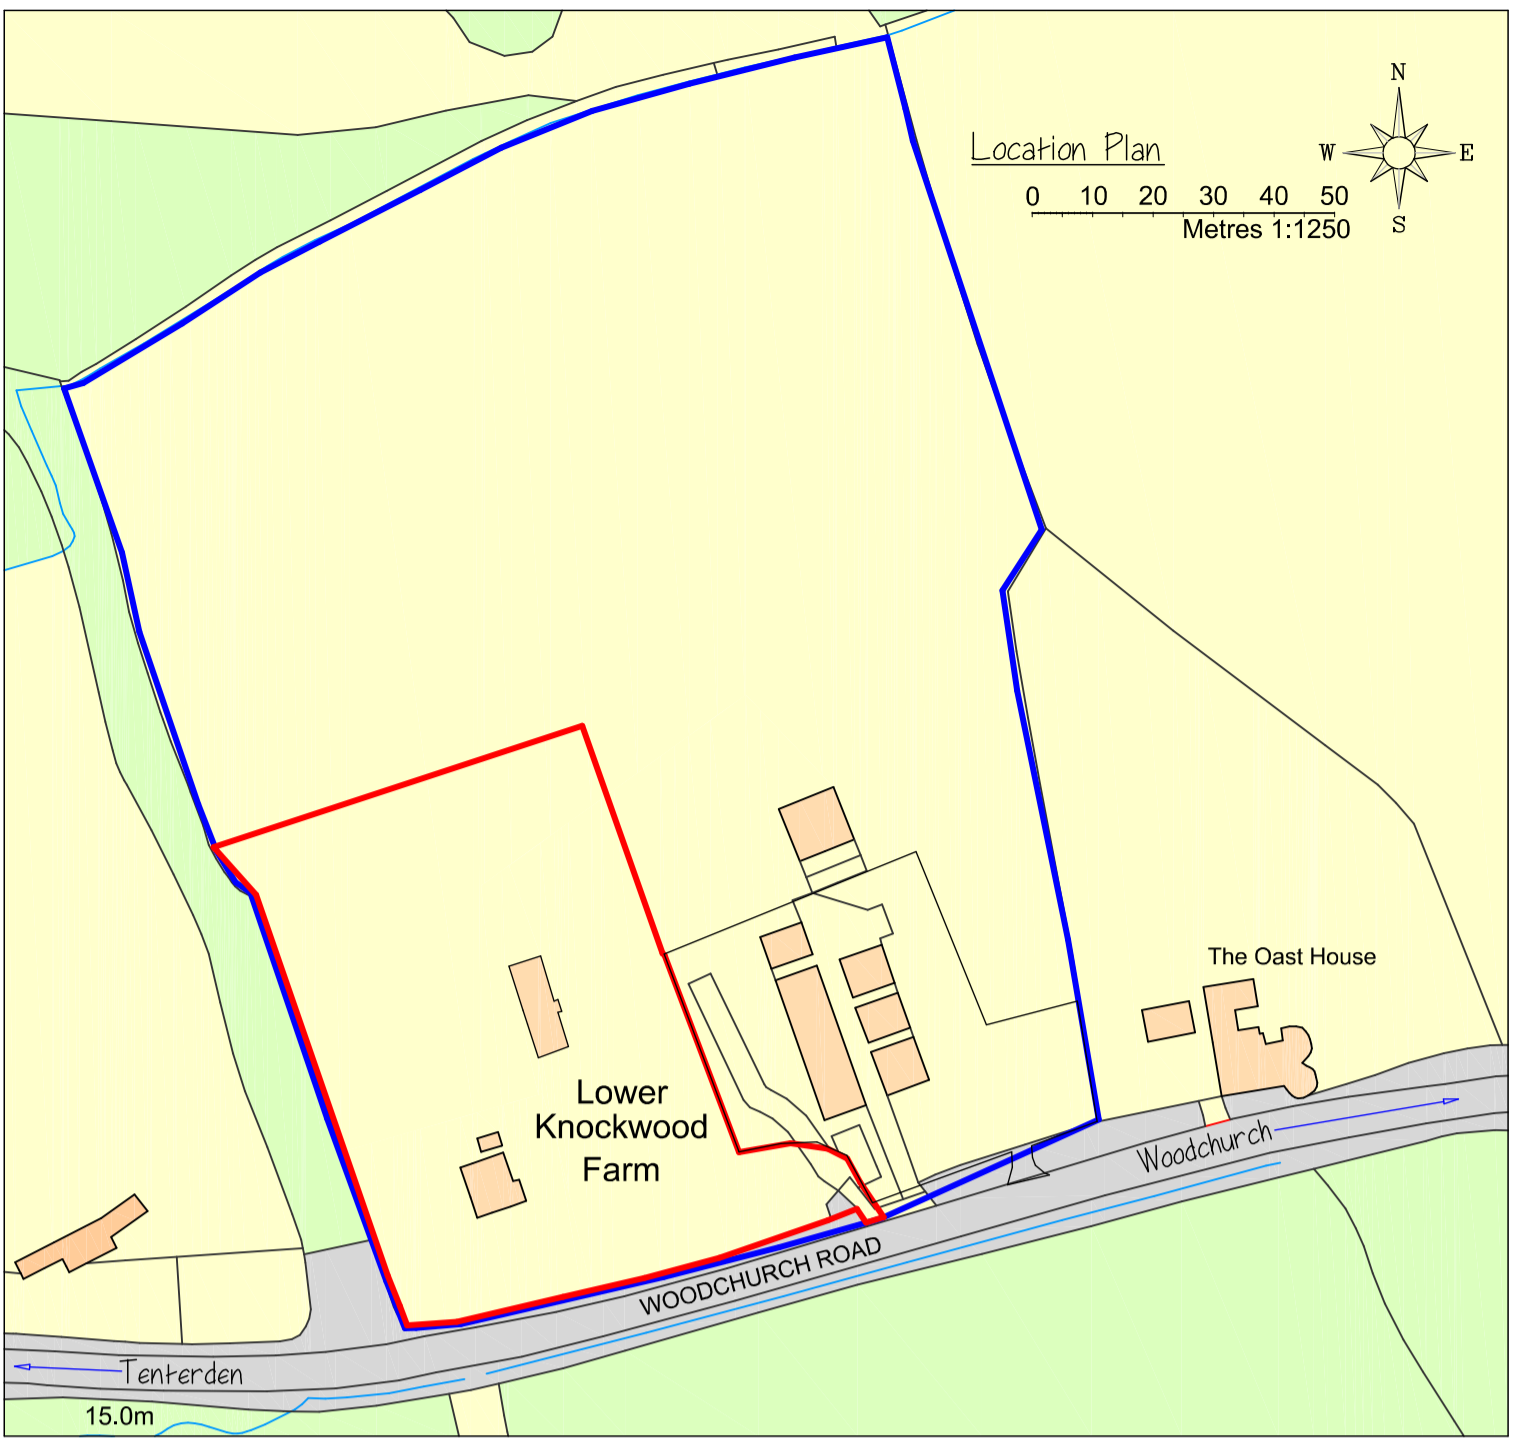 N
Location Plan
W E
0 10 20 30 40 50
S
Metres 1:1250
The Oast House
Lower
Knockwood
Farm
Woodchurch
WOODCHURCH ROAD
Tenterden
15.0m